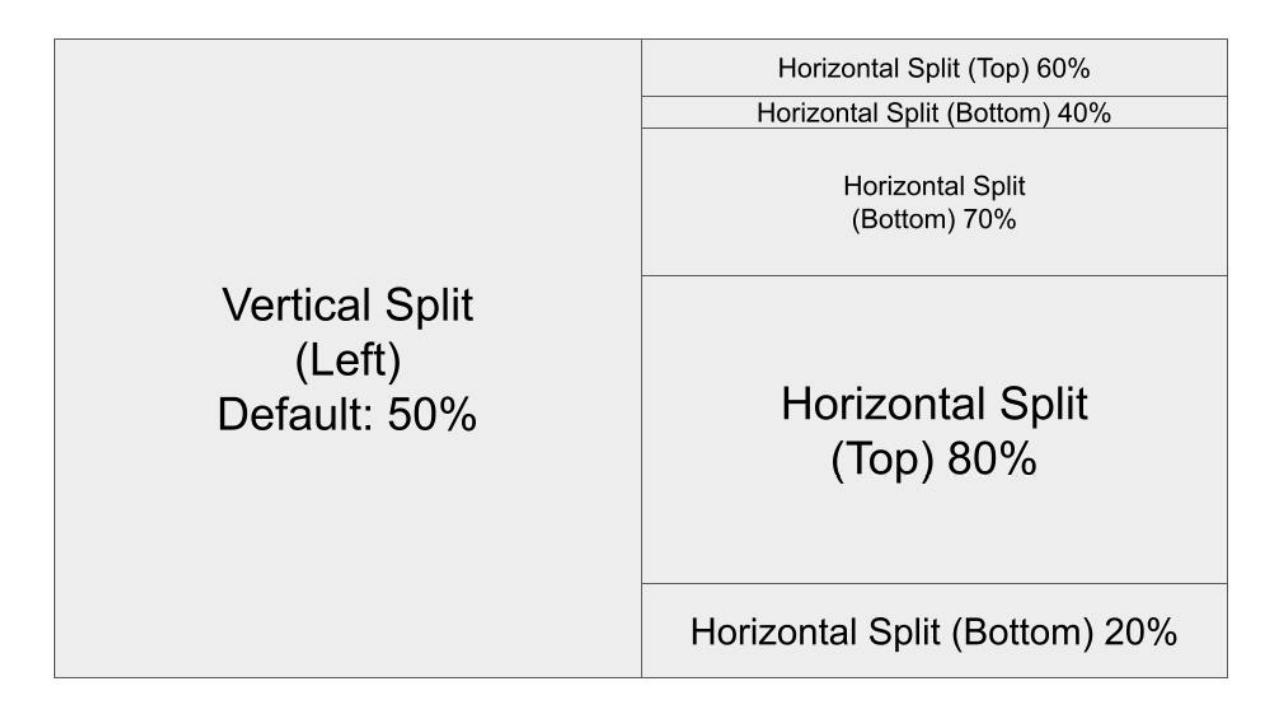 Vertical Split
(Left)
Default: 50%
Horizontal Split (Top) 60%
Horizontal Split (Bottom) 40%
Horizontal Split
(Bottom) 70%
Horizontal Split
(Top) 80%
Horizontal Split (Bottom) 20%